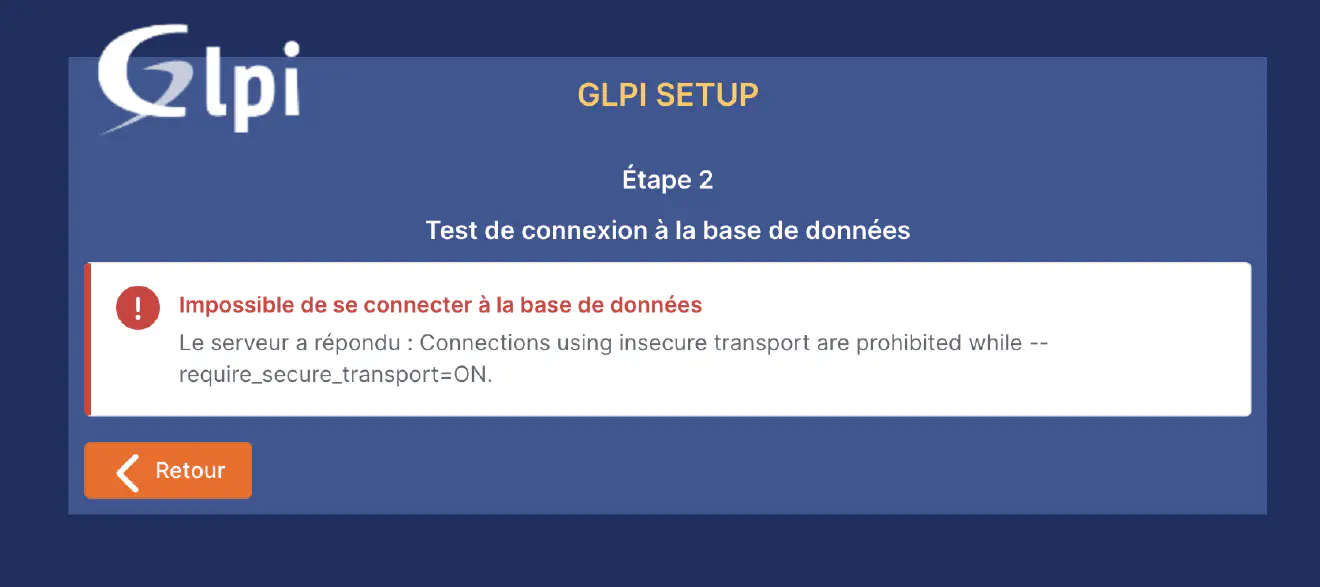 Glpi
GLPI SETUP
Étape 2
Test de connexion à la base de données
Impossible de se connecter à la base de données
Le serveur a répondu : Connections using insecure transport are prohibited while --
require_secure_transport=ON.
Retour